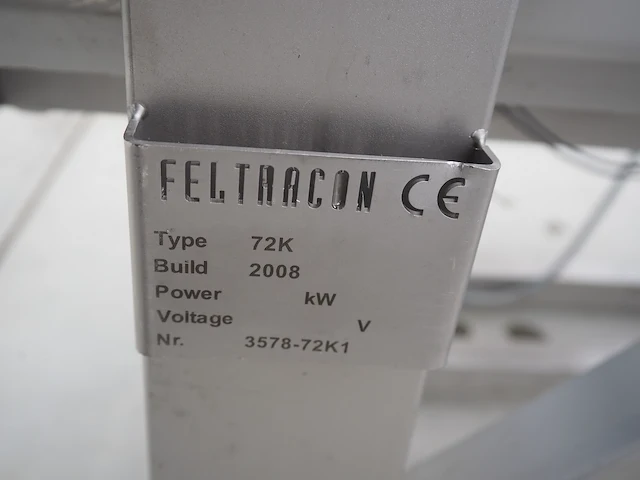 FELTRACON CE
Type 72K
Build 2008
Power kW
Voltage V
Nr. 3578-72K1